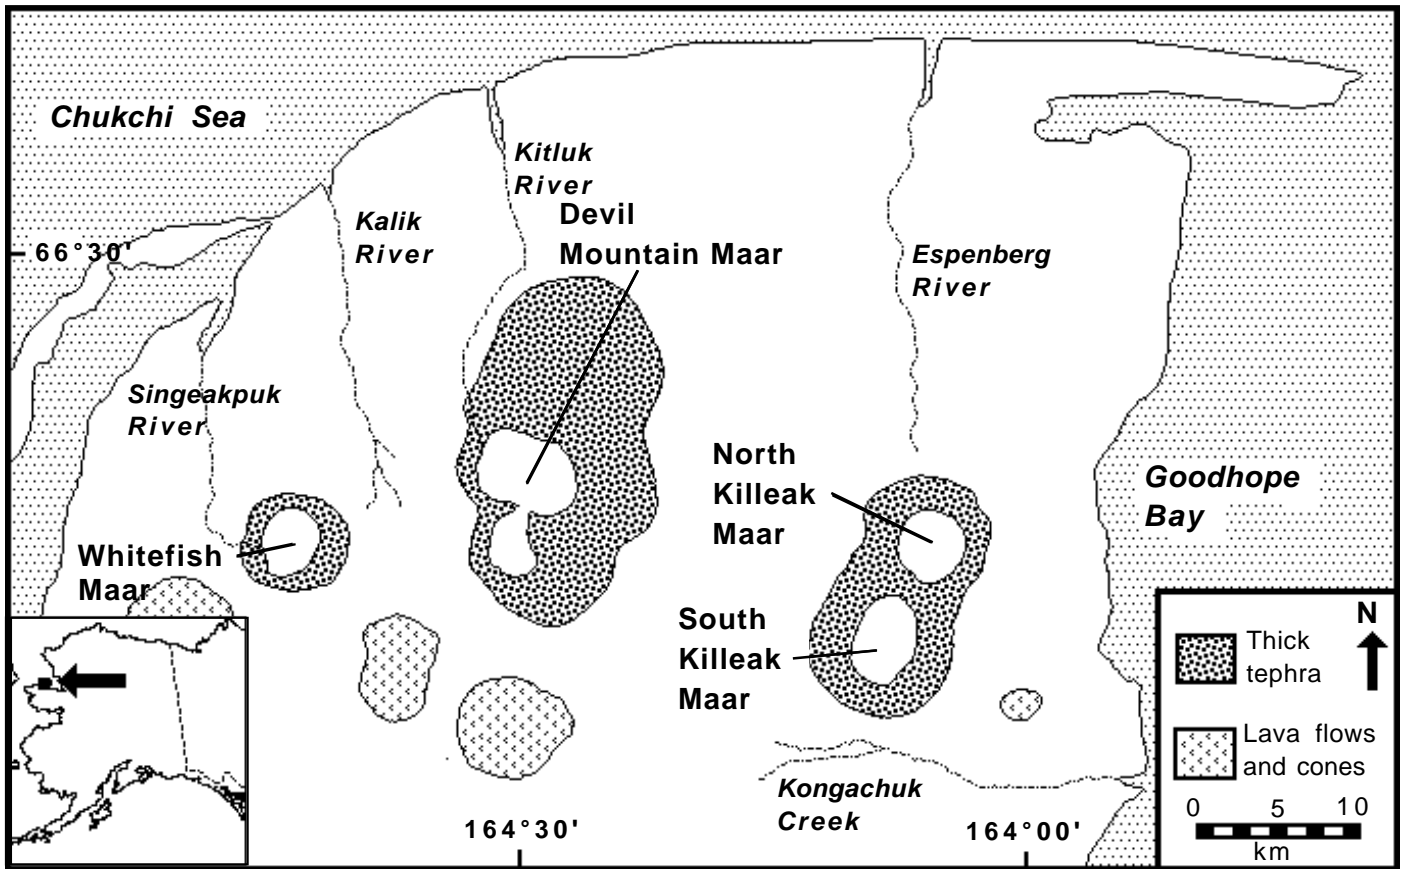 Chukchi Sea
Kitluk
River
Devil
Mountain Maar
Kalik
River
66°30'
Espenberg
River
Singeakpuk
River
North
Killeak
Maar
Goodhope
Bay
Whitefish
Maar
South
Killeak
Maar
N
Thick
tephra
Lava flows
and cones
Kongachuk
Creek
0 5 10
km
164°30'
164°00'